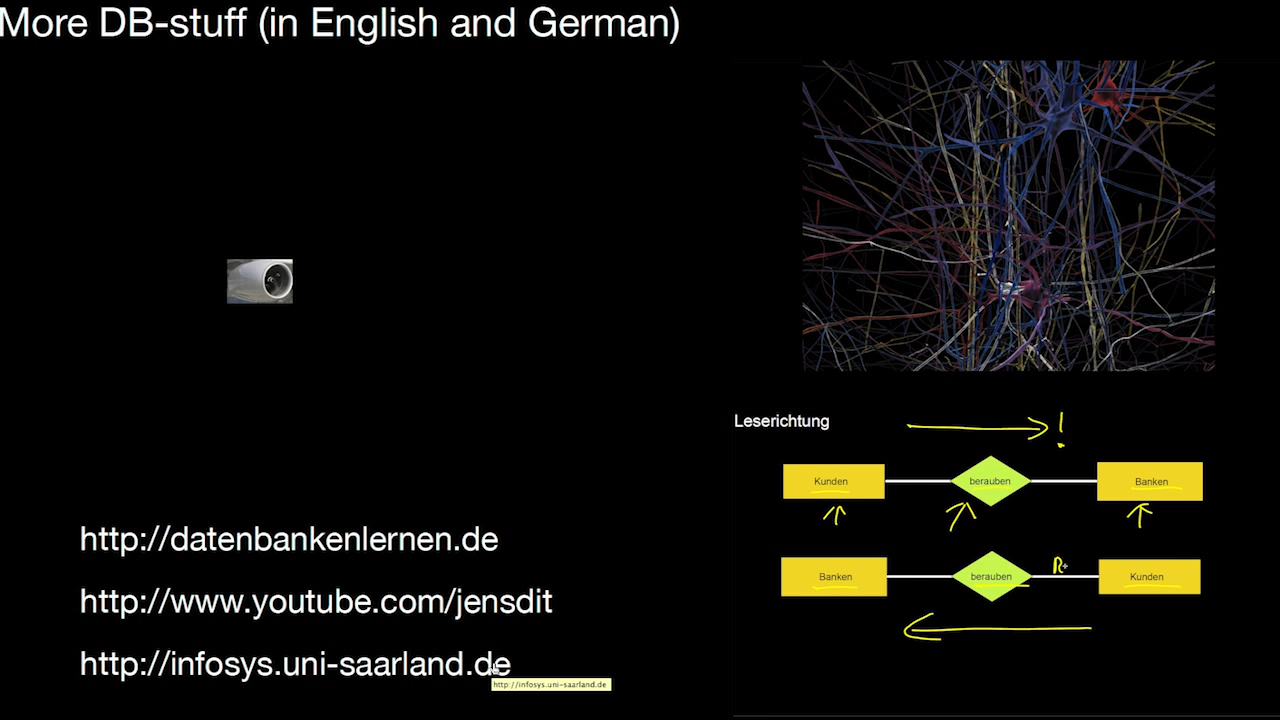 More DB-stuff (in English and German)
http://datenbankenlernen.de
http://www.youtube.com/jensdit
http://infosys.uni-saarland.de
http://infosys.uni-saarland.de
Leserichtung
!
Kunden berauben Banken
Banken berauben R Kunden